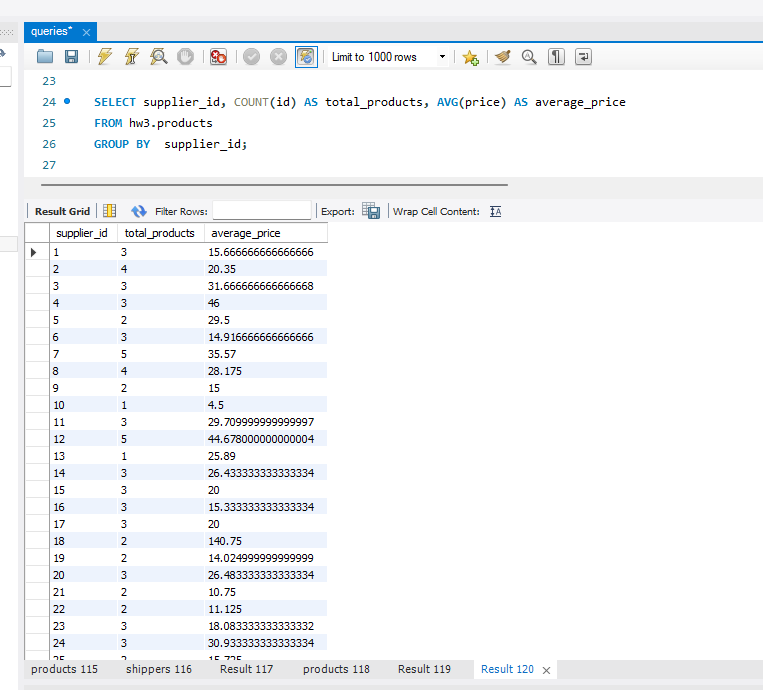 queries*
Limit to 1000 rows
23
24 SELECT supplier_id, COUNT(id) AS total_products, AVG(price) AS average_price
25 FROM hw3.products
26 GROUP BY  supplier_id;
27
Result Grid Filter Rows: Export: Wrap Cell Content:
supplier_id total_products average_price
1 3 15.666666666666666
2 4 20.35
3 3 31.666666666666668
4 3 46
5 2 29.5
6 3 14.916666666666666
7 5 35.57
8 4 28.175
9 2 15
10 1 4.5
11 3 29.709999999999997
12 5 44.678000000000004
13 1 25.89
14 3 26.433333333333334
15 3 20
16 3 15.333333333333334
17 3 20
18 2 140.75
19 2 14.024999999999999
20 3 26.483333333333334
21 2 10.75
22 2 11.125
23 3 18.083333333333332
24 3 30.933333333333334
products 115 shippers 116 Result 117 products 118 Result 119 Result 120